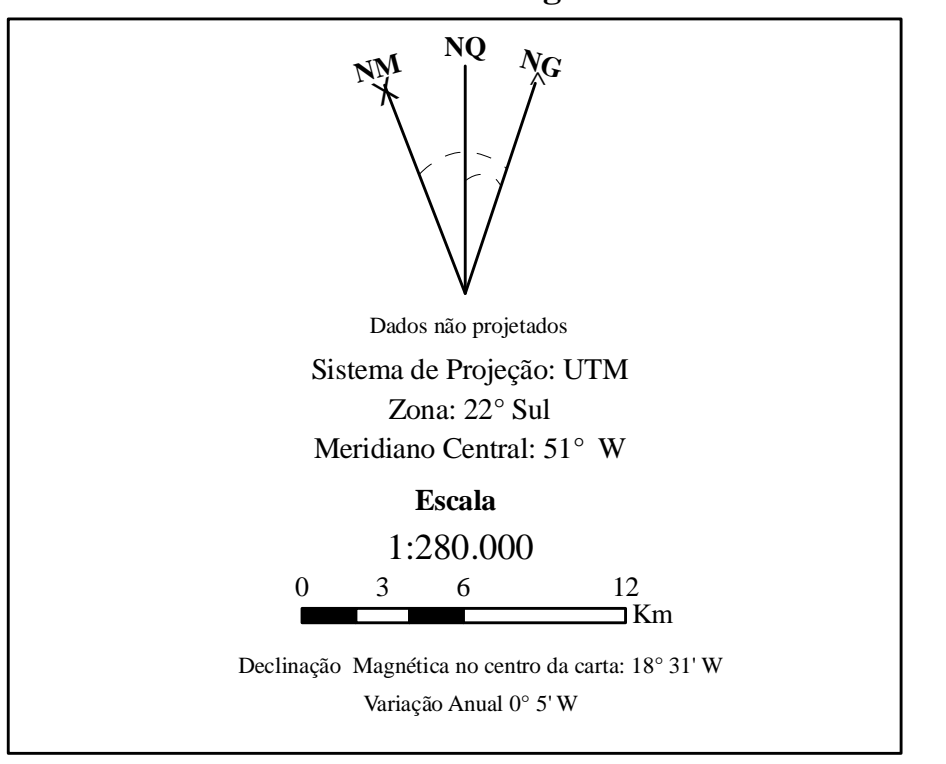 NM NQ NG
Dados não projetados
Sistema de Projeção: UTM
Zona: 22° Sul
Meridiano Central: 51° W
Escala
1:280.000
0 3 6 12
Km
Declinação Magnética no centro da carta: 18° 31' W
Variação Anual 0° 5' W